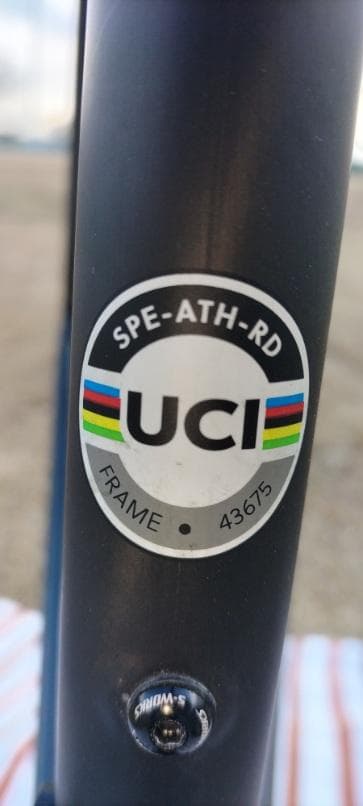 SPE-ATH-RD
UCI
FRAME • 43675
S-WORKS